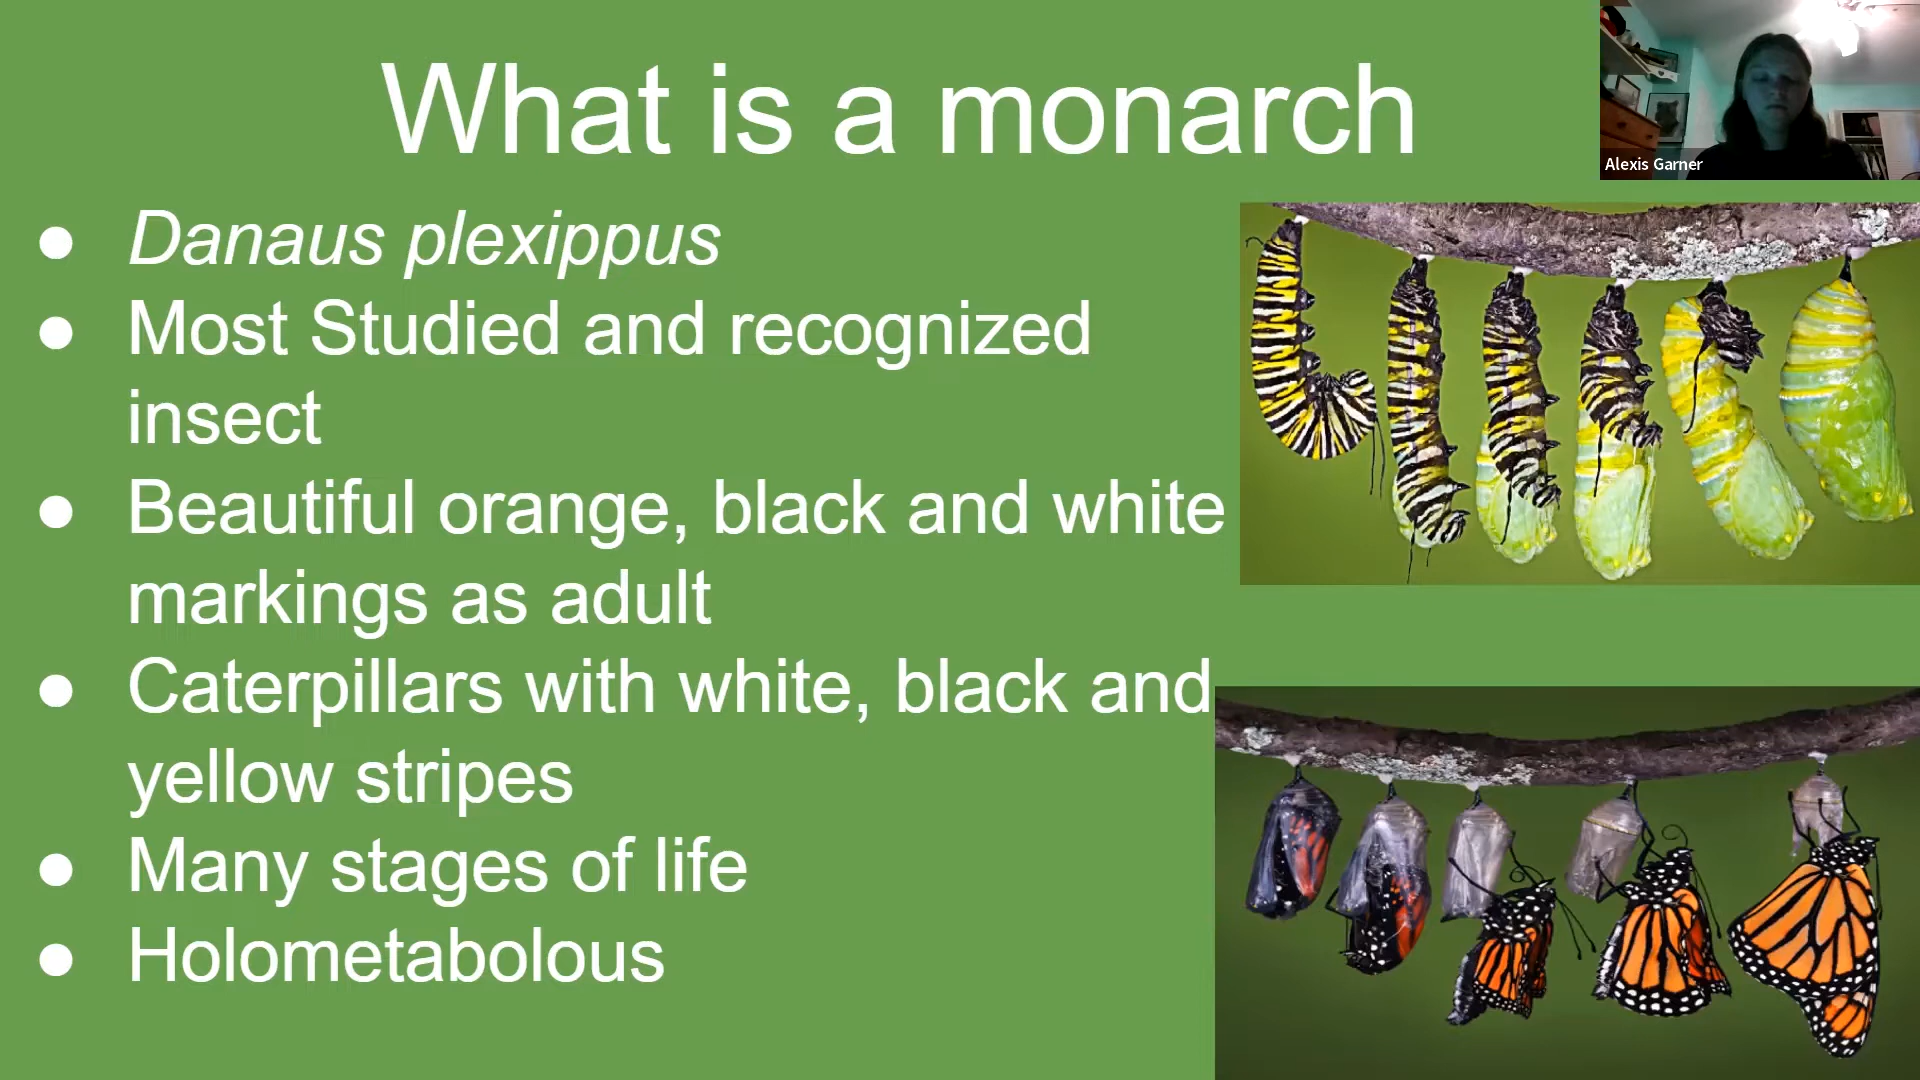 What is a monarch
Alexis Garner
● Danaus plexippus
● Most Studied and recognized
insect
● Beautiful orange, black and white
markings as adult
● Caterpillars with white, black and
yellow stripes
● Many stages of life
● Holometabolous